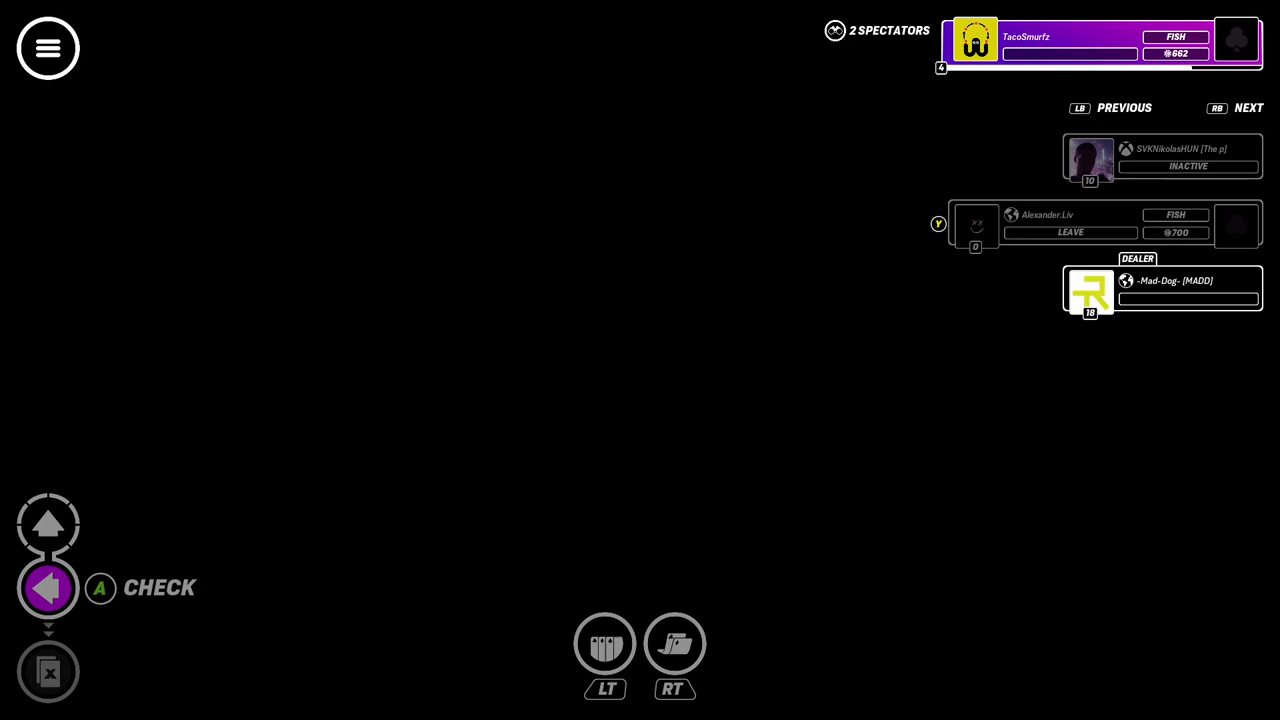 2 SPECTATORS
TacoSmurfz
FISH
662
4
LB PREVIOUS
RB NEXT
SVKNikolasHUN [The p]
INACTIVE
10
Y
Alexander.Liv
FISH
LEAVE
700
0
DEALER
-Mad-Dog- [MADD]
18
A CHECK
X
LT
RT